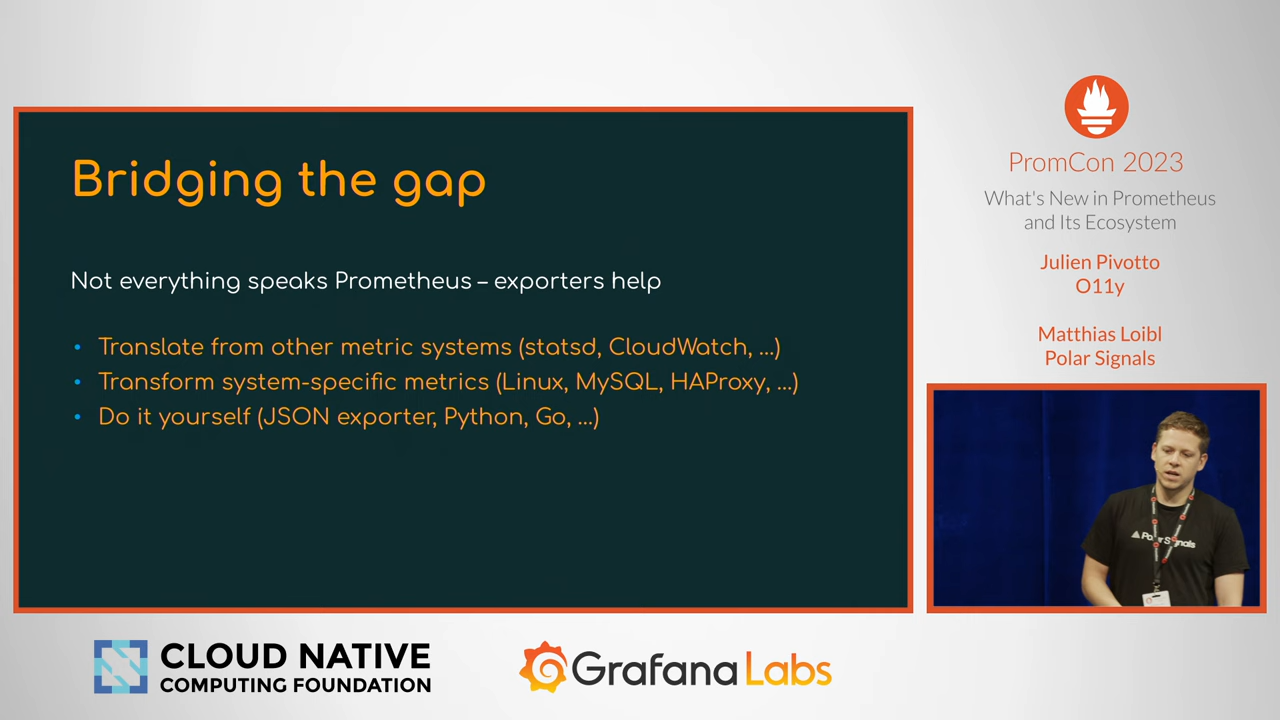 Bridging the gap
Not everything speaks Prometheus – exporters help
• Translate from other metric systems (statsd, CloudWatch, ...)
• Transform system-specific metrics (Linux, MySQL, HAProxy, ...)
• Do it yourself (JSON exporter, Python, Go, ...)
PromCon 2023
What's New in Prometheus
and Its Ecosystem
Julien Pivotto
O11y
Matthias Loibl
Polar Signals
Polar Signals
CLOUD NATIVE
COMPUTING FOUNDATION
Grafana Labs